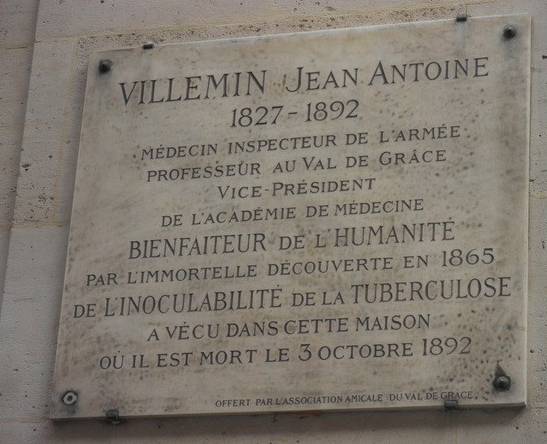 VILLEMIN JEAN ANTOINE
1827-1892
MÉDECIN INSPECTEUR DE L'ARMÉE
PROFESSEUR AU VAL DE GRÂCE
VICE-PRÉSIDENT
DE L'ACADÉMIE DE MÉDECINE
BIENFAITEUR DE L'HUMANITÉ
PAR L'IMMORTELLE DÉCOUVERTE EN 1865
DE L'INOCULABILITÉ DE LA TUBERCULOSE
A VÉCU DANS CETTE MAISON
OÙ IL EST MORT LE 3 OCTOBRE 1892
OFFERT PAR L'ASSOCIATION AMICALE DU VAL DE GRACE